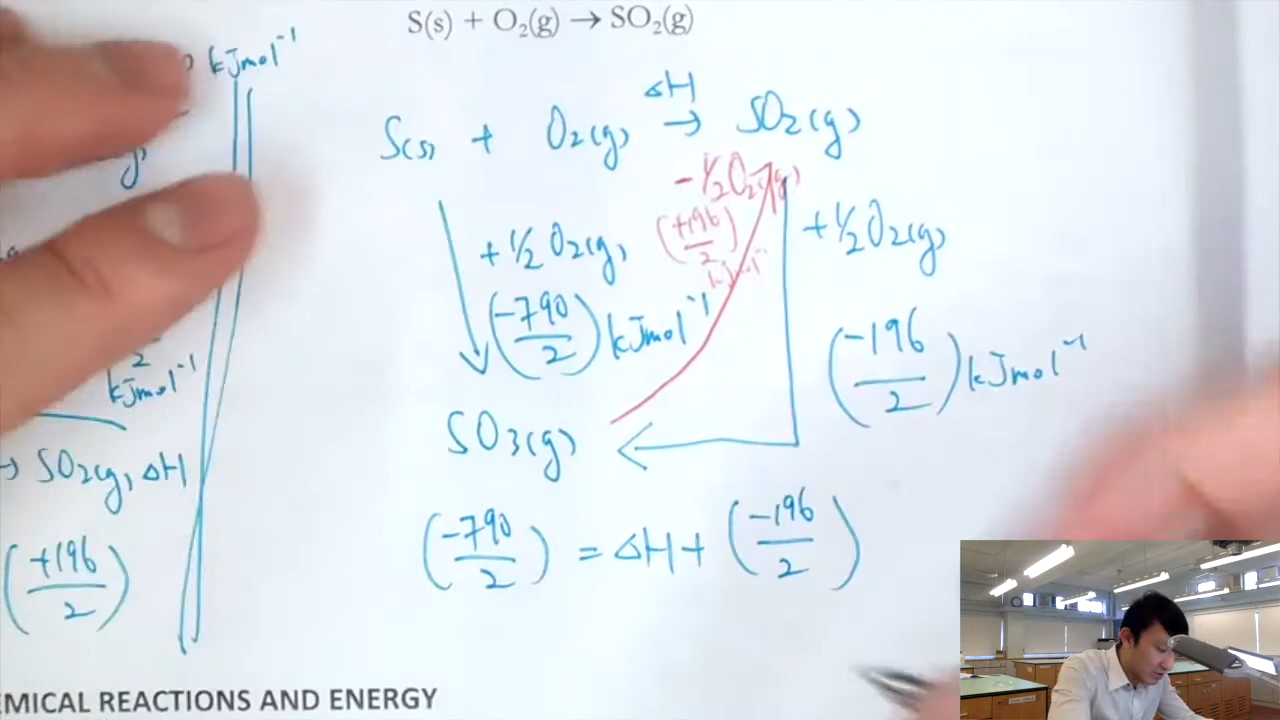 S(s) + O₂(g) → SO₂(g)
kJmol⁻¹
ΔH
S(s) + O₂(g) → SO₂(g)
-½O₂(g)
(+196/2)
kJmol⁻¹
+½O₂(g)
+½O₂(g)
(-790/2) kJmol⁻¹
(-196/2) kJmol⁻¹
2
kJmol⁻¹
SO₃(g)
→ SO₂(g), ΔH
(-790/2) = ΔH + (-196/2)
(+196/2)
EMICAL REACTIONS AND ENERGY